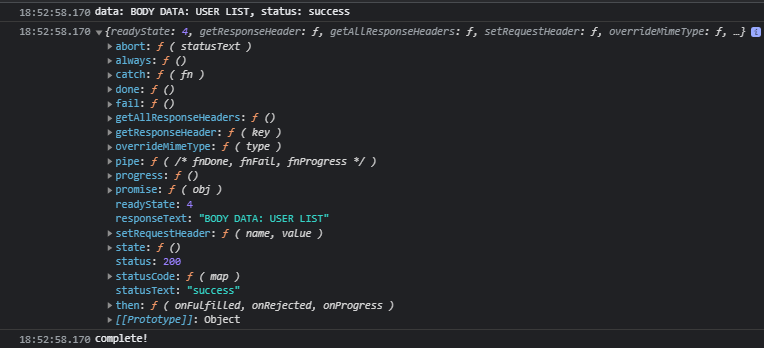 18:52:58.170 data: BODY DATA: USER LIST, status: success
18:52:58.170 {readyState: 4, getResponseHeader: ƒ, getAllResponseHeaders: ƒ, setRequestHeader: ƒ, overrideMimeType: ƒ, …} i
abort: ƒ ( statusText )
always: ƒ ()
catch: ƒ ( fn )
done: ƒ ()
fail: ƒ ()
getAllResponseHeaders: ƒ ()
getResponseHeader: ƒ ( key )
overrideMimeType: ƒ ( type )
pipe: ƒ ( /* fnDone, fnFail, fnProgress */ )
progress: ƒ ()
promise: ƒ ( obj )
readyState: 4
responseText: "BODY DATA: USER LIST"
setRequestHeader: ƒ ( name, value )
state: ƒ ()
status: 200
statusCode: ƒ ( map )
statusText: "success"
then: ƒ ( onFulfilled, onRejected, onProgress )
[[Prototype]]: Object
18:52:58.170 complete!